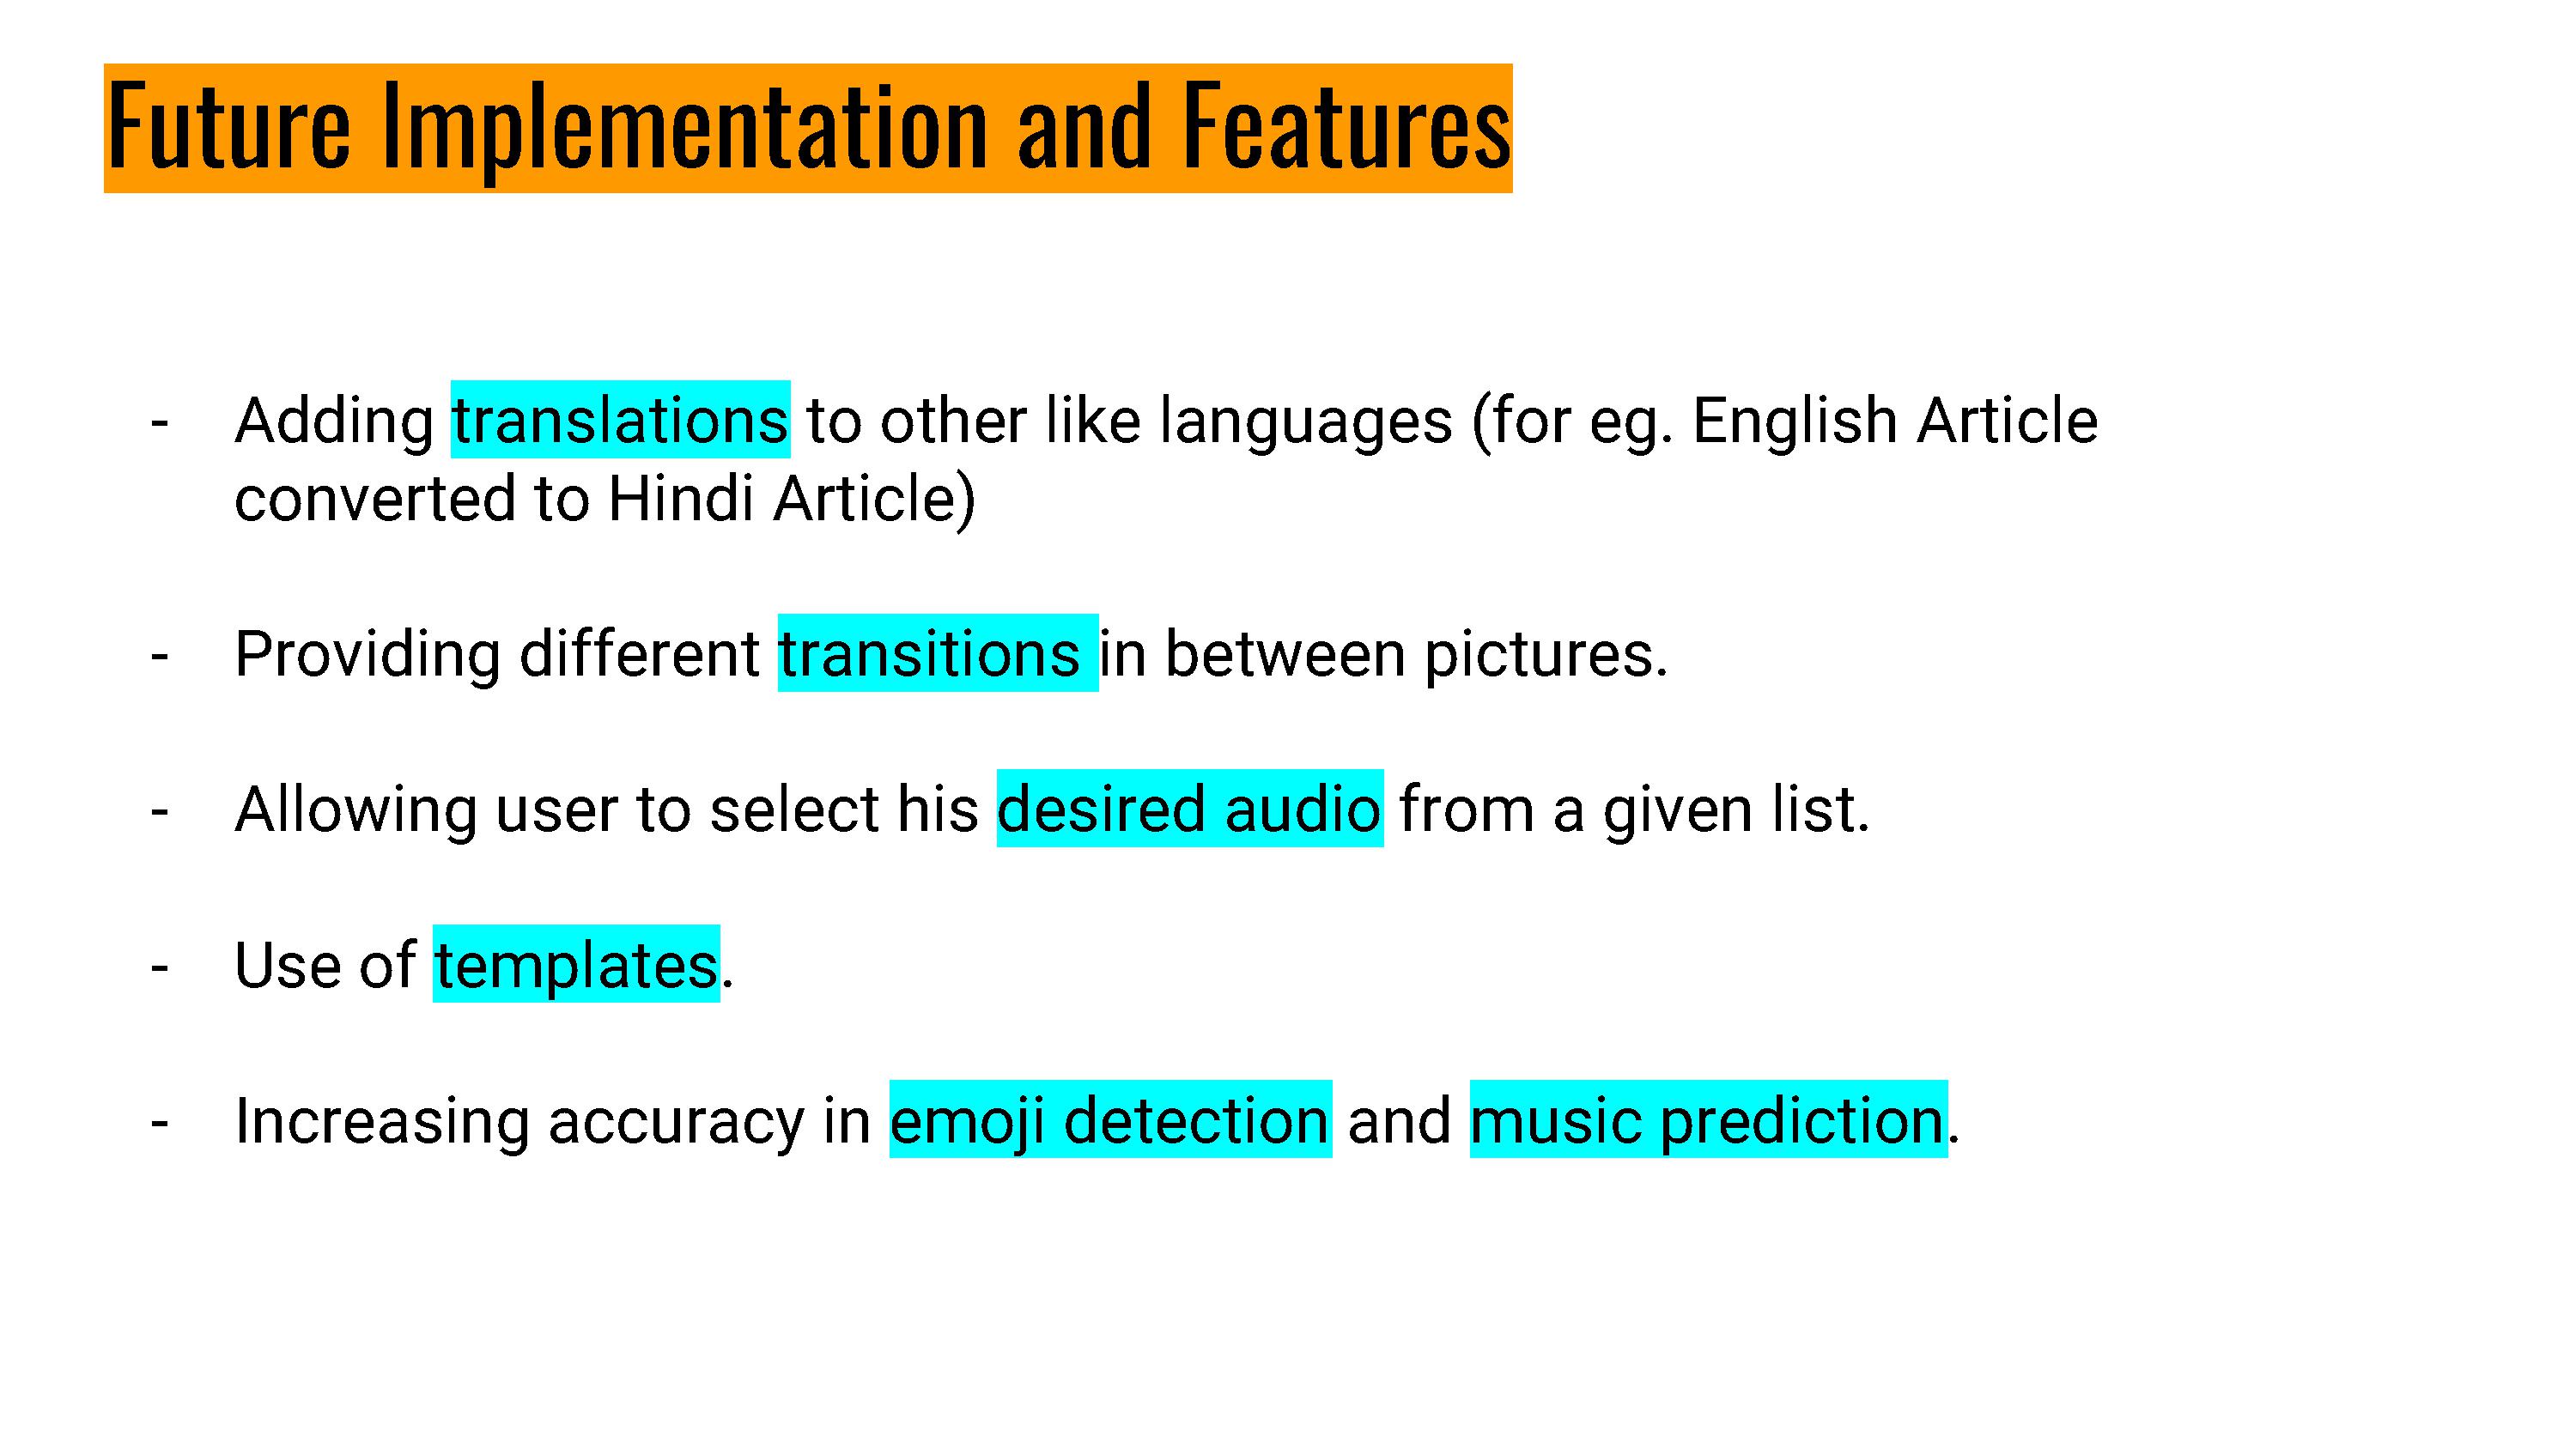 Future Implementation and Features
- Adding translations to other like languages (for eg. English Article
converted to Hindi Article)
- Providing different transitions in between pictures.
- Allowing user to select his desired audio from a given list.
- Use of templates.
- Increasing accuracy in emoji detection and music prediction.